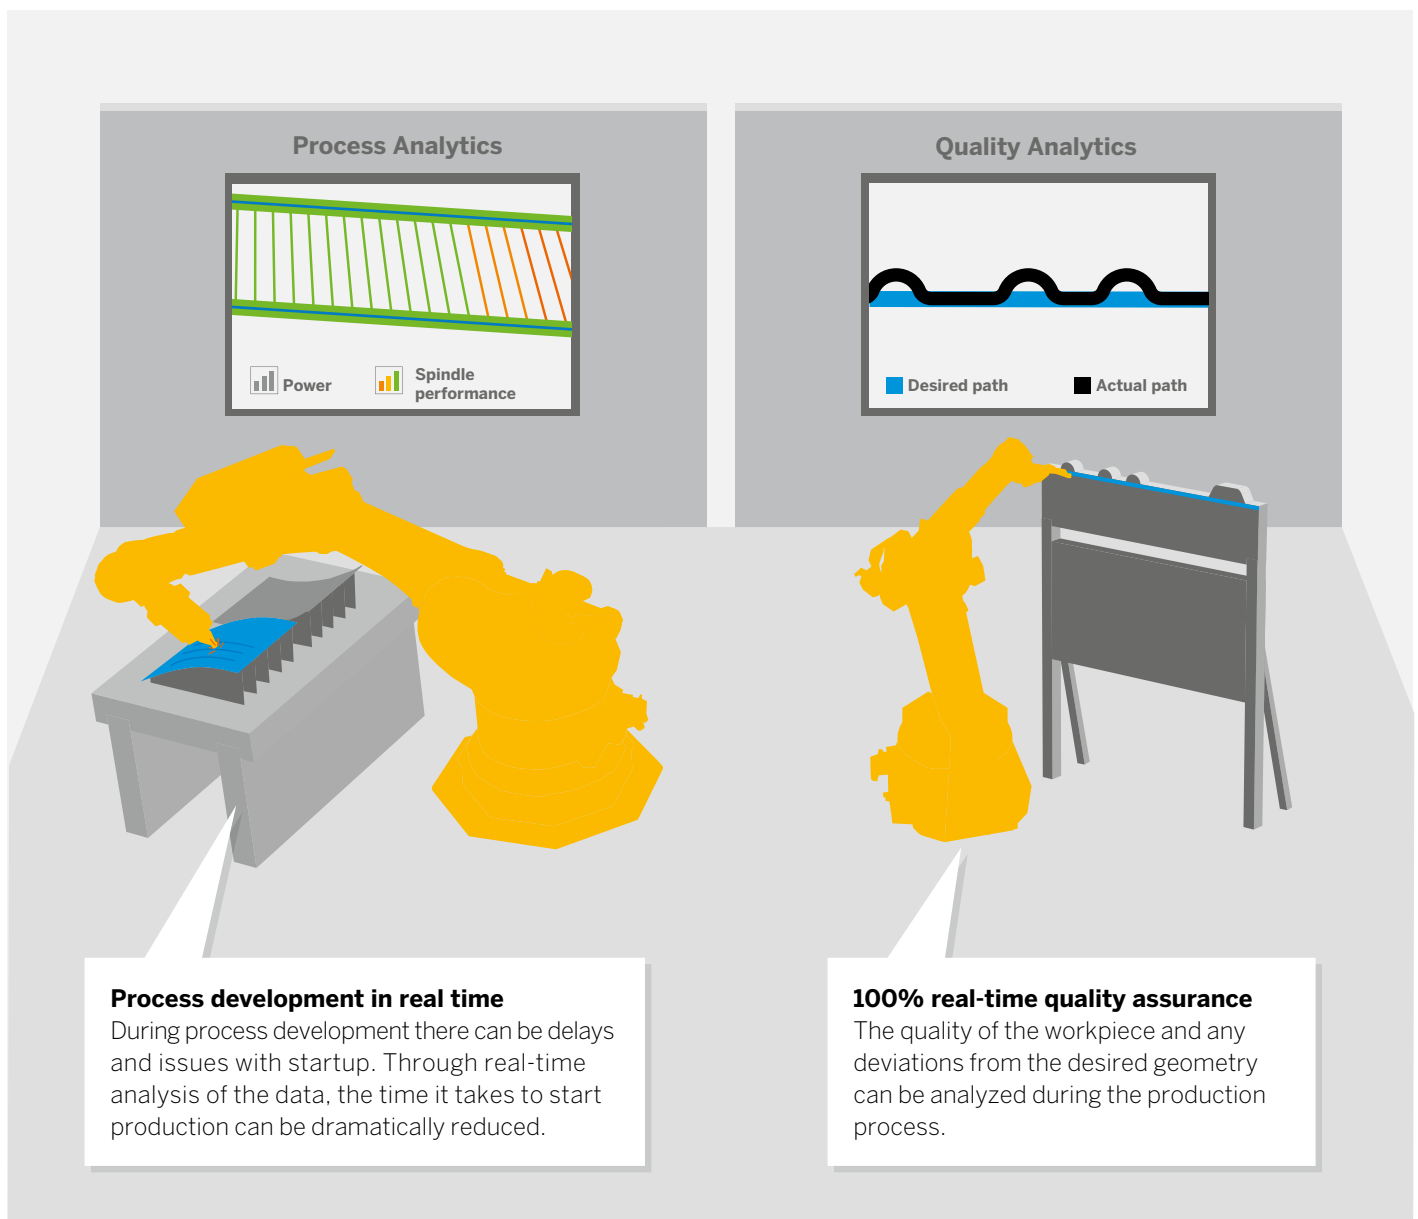 Process Analytics
Power
Spindle
performance
Quality Analytics
Desired path
Actual path
Process development in real time
During process development there can be delays
and issues with startup. Through real-time
analysis of the data, the time it takes to start
production can be dramatically reduced.
100% real-time quality assurance
The quality of the workpiece and any
deviations from the desired geometry
can be analyzed during the production
process.